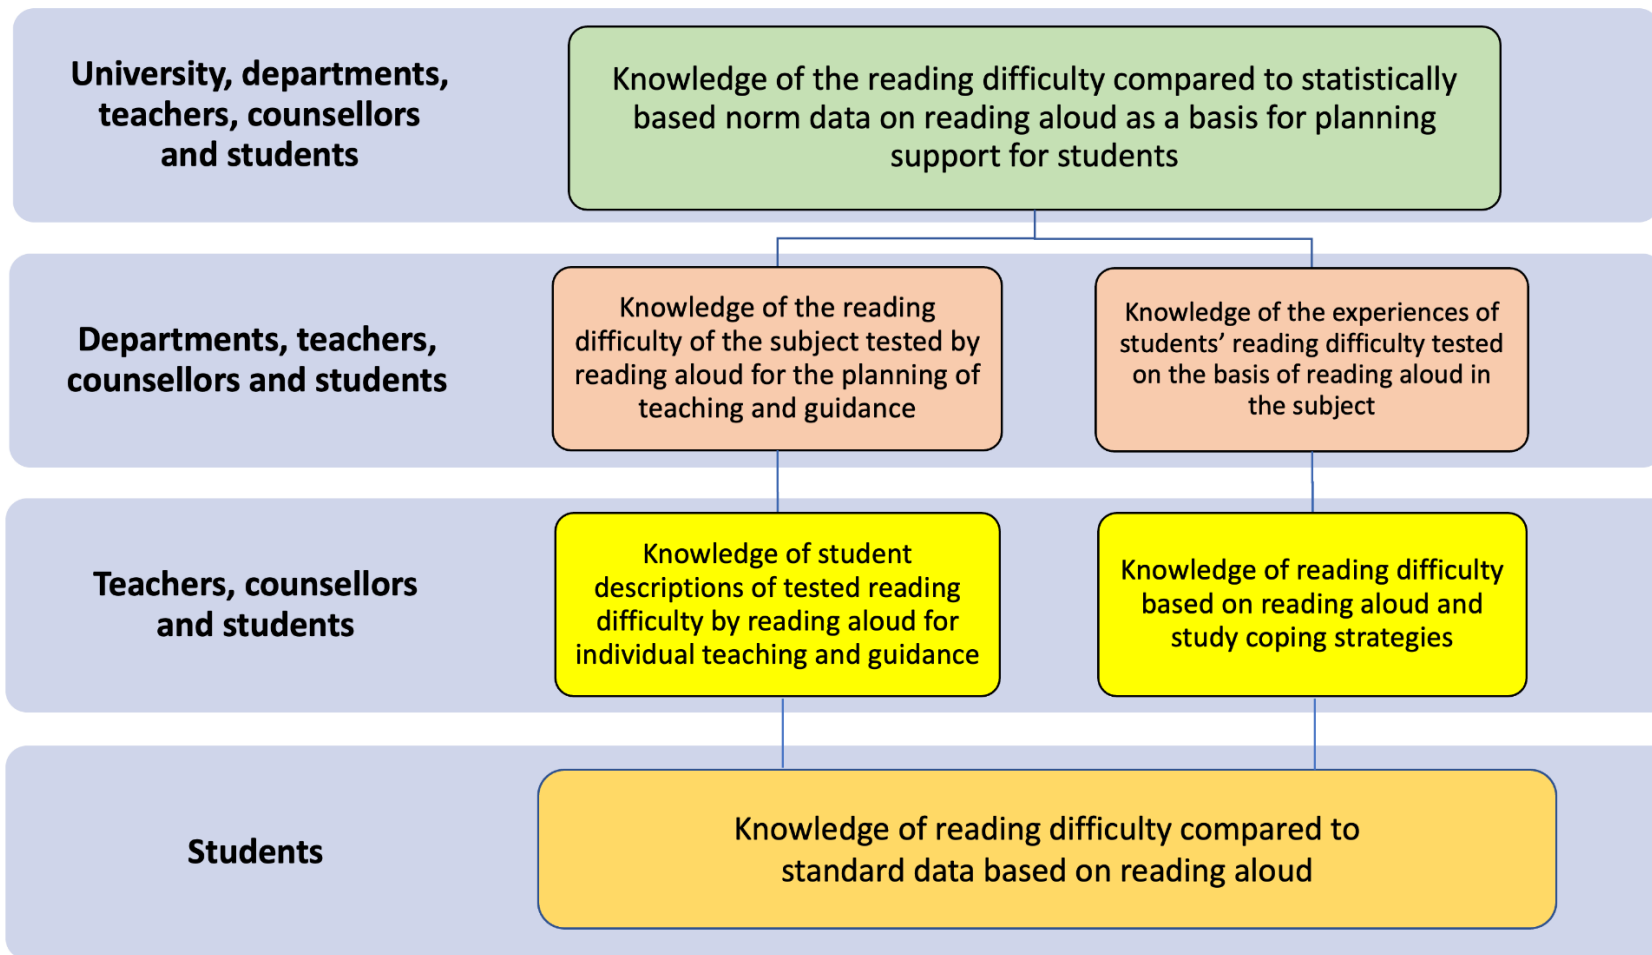 University, departments,
teachers, counsellors
and students
Knowledge of the reading difficulty compared to statistically
based norm data on reading aloud as a basis for planning
support for students
Departments, teachers,
counsellors and students
Knowledge of the reading
difficulty of the subject tested by
reading aloud for the planning of
teaching and guidance
Knowledge of the experiences of
students’ reading difficulty tested
on the basis of reading aloud in
the subject
Teachers, counsellors
and students
Knowledge of student
descriptions of tested reading
difficulty by reading aloud for
individual teaching and guidance
Knowledge of reading difficulty
based on reading aloud and
study coping strategies
Students
Knowledge of reading difficulty compared to
standard data based on reading aloud